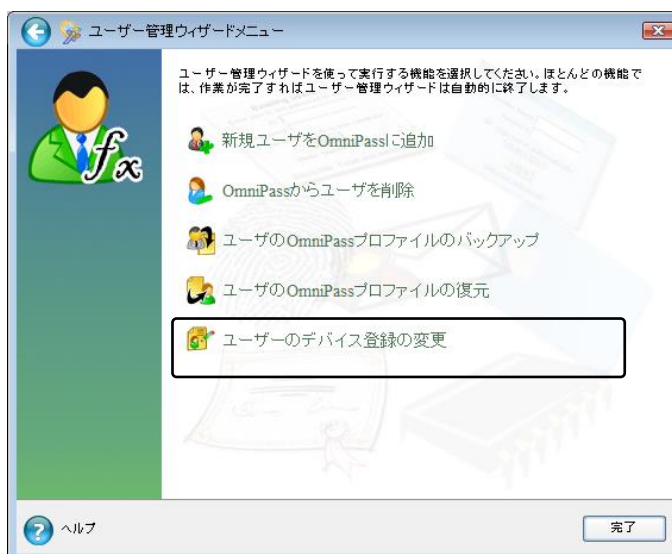 ユーザー管理ウィザードメニュー
ユーザー管理ウィザードを使って実行する機能を選択してください。ほとんどの機能で
は、作業が完了すればユーザー管理ウィザードは自動的に終了します。
fx
新規ユーザをOmniPassに追加
OmniPassからユーザを削除
ユーザのOmniPassプロファイルのバックアップ
ユーザのOmniPassプロファイルの復元
ユーザーのデバイス登録の変更
? ヘルプ
完了